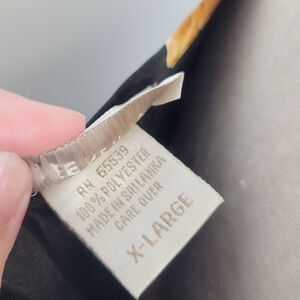 RN 65539
100% POLYESTER
MADE IN SRI LANKA
CARE OVER
X-LARGE